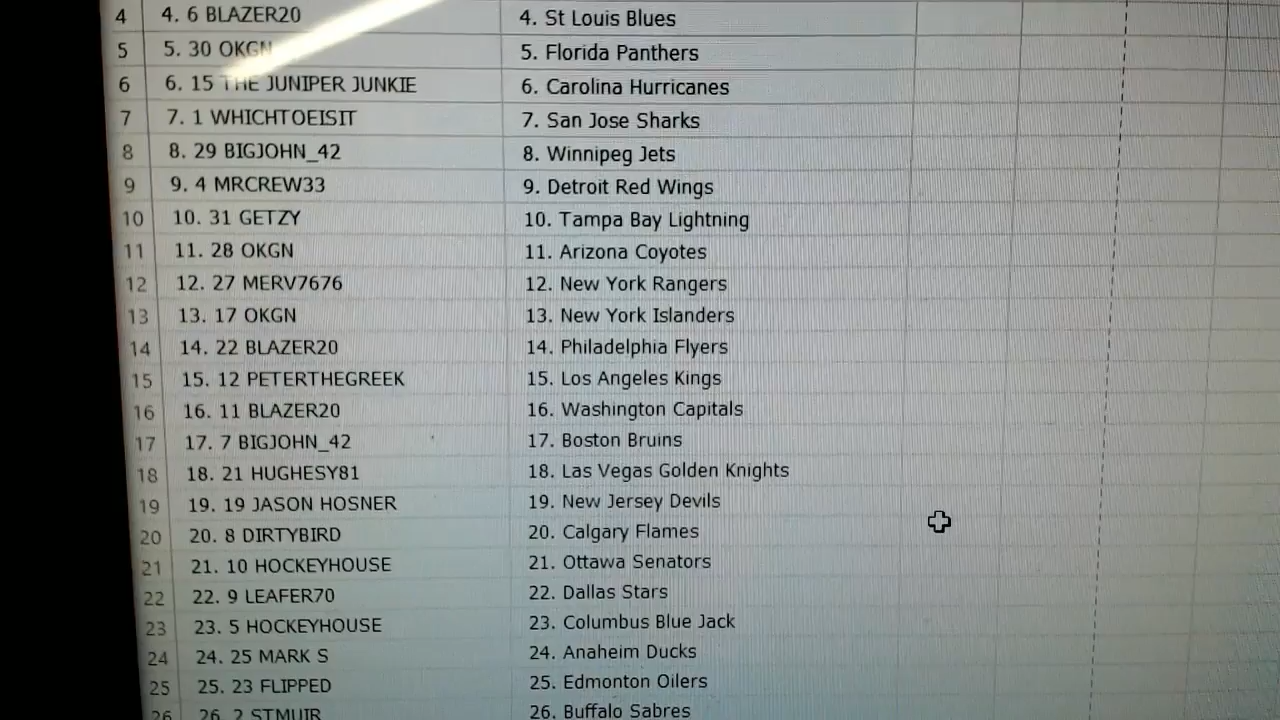 4 4. 6 BLAZER20 4. St Louis Blues
5 5. 30 OKGN 5. Florida Panthers
6 6. 15 THE JUNIPER JUNKIE 6. Carolina Hurricanes
7 7. 1 WHICHTOEISIT 7. San Jose Sharks
8 8. 29 BIGJOHN_42 8. Winnipeg Jets
9 9. 4 MRCREW33 9. Detroit Red Wings
10 10. 31 GETZY 10. Tampa Bay Lightning
11 11. 28 OKGN 11. Arizona Coyotes
12 12. 27 MERV7676 12. New York Rangers
13 13. 17 OKGN 13. New York Islanders
14 14. 22 BLAZER20 14. Philadelphia Flyers
15 15. 12 PETERTHEGREEK 15. Los Angeles Kings
16 16. 11 BLAZER20 16. Washington Capitals
17 17. 7 BIGJOHN_42 17. Boston Bruins
18 18. 21 HUGHESY81 18. Las Vegas Golden Knights
19 19. 19 JASON HOSNER 19. New Jersey Devils
20 20. 8 DIRTYBIRD 20. Calgary Flames
21 21. 10 HOCKEYHOUSE 21. Ottawa Senators
22 22. 9 LEAFER70 22. Dallas Stars
23 23. 5 HOCKEYHOUSE 23. Columbus Blue Jack
24 24. 25 MARK S 24. Anaheim Ducks
25 25. 23 FLIPPED 25. Edmonton Oilers
26 26. 2 STMUIR 26. Buffalo Sabres